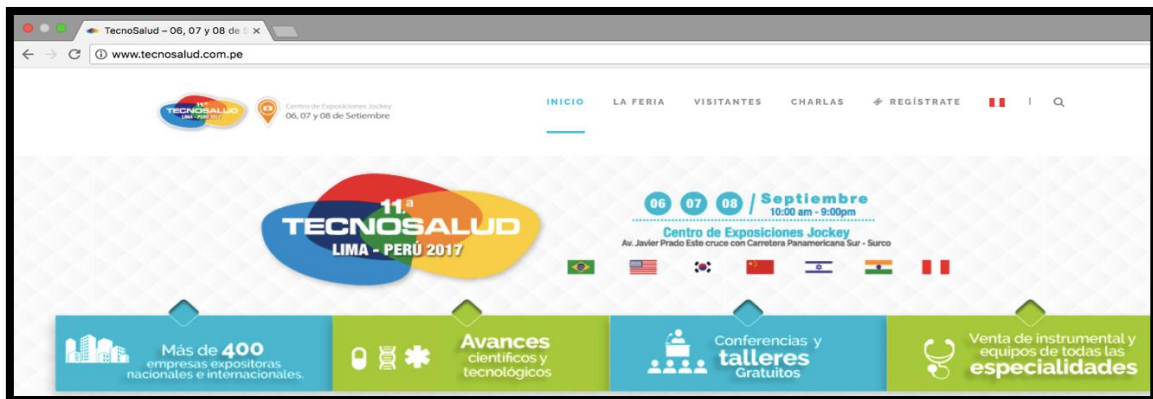 TecnoSalud – 06, 07 y 08 de S
www.tecnosalud.com.pe
11.a
TECNOSALUD
LIMA - PERÚ 2017
Centro de Exposiciones Jockey
06, 07 y 08 de Setiembre
INICIO LA FERIA VISITANTES CHARLAS REGÍSTRATE
11.a
TECNOSALUD
LIMA - PERÚ 2017
06 07 08 / Septiembre
10:00 am - 9:00pm
Centro de Exposiciones Jockey
Av. Javier Prado Este cruce con Carretera Panamericana Sur - Surco
Más de 400
empresas expositoras
nacionales e internacionales.
Avances
científicos y
tecnológicos
Conferencias y
talleres
Gratuitos
Venta de instrumental y
equipos de todas las
especialidades